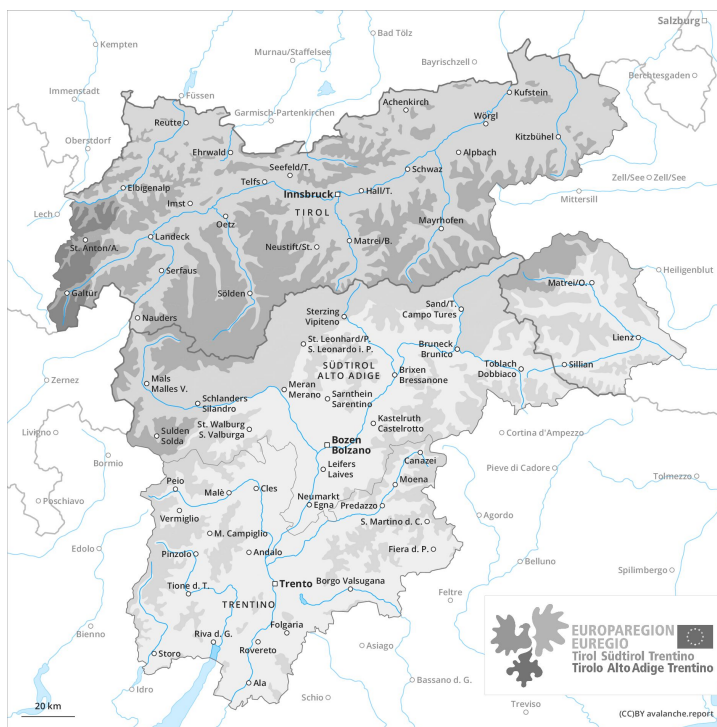 Salzburg
Kempten
Bad Tölz
Murnau/Staffelsee
Bayrischzell
Berchtesgaden
Immenstadt
Füssen
Achenkirch
Kufstein
Garmisch-Partenkirchen
Reutte
Wörgl
Oberstdorf
Kitzbühel
Ehrwald
Alpbach
Seefeld/T.
Schwaz
Telfs
Zell/See
Zell/See
Elbigenalp
Innsbruck
Hall/T.
Mittersill
Imst
TIROL
Lech
Oetz
Mayrhofen
Landeck
St. Anton/A.
Neustift/St.
Matrei/B.
Serfaus
Heiligenblut
Galtür
Sölden
Matrei/O.
Nauders
Sand/T.
Campo Tures
Sterzing
Vipiteno
St. Leonhard/P.
S. Leonardo i. P.
Bruneck
Brunico
Lienz
SÜDTIROL
ALTO ADIGE
Toblach
Dobbiaco
Sillian
Brixen
Bressanone
Zernez
Mals
Malles V.
Meran
Merano
Schlanders
Silandro
Sarnthein
Sarentino
St. Walburg
S. Valburga
Kastelruth
Castelrotto
Livigno
Sulden
Solda
Cortina d'Ampezzo
Bozen
Bolzano
Bormio
Canazei
Leifers
Laives
Pieve di Cadore
Tolmezzo
Peio
Moena
Malè
Cles
Neumarkt
Egna
Predazzo
Poschiavo
Vermiglio
Agordo
S. Martino d. C.
M. Campiglio
Edolo
Pinzolo
Andalo
Fiera d. P.
Belluno
Spilimbergo
Trento
Borgo Valsugana
Tione d. T.
Feltre
TRENTINO
Bienno
Folgaria
Riva d. G.
Rovereto
Asiago
Storo
Idro
Ala
Schio
Bassano d. G.
Treviso
EUROPAREGION
EUREGIO
Tirol Südtirol Trentino
Tirolo Alto Adige Trentino
20 km
(CC)BY avalanche.report